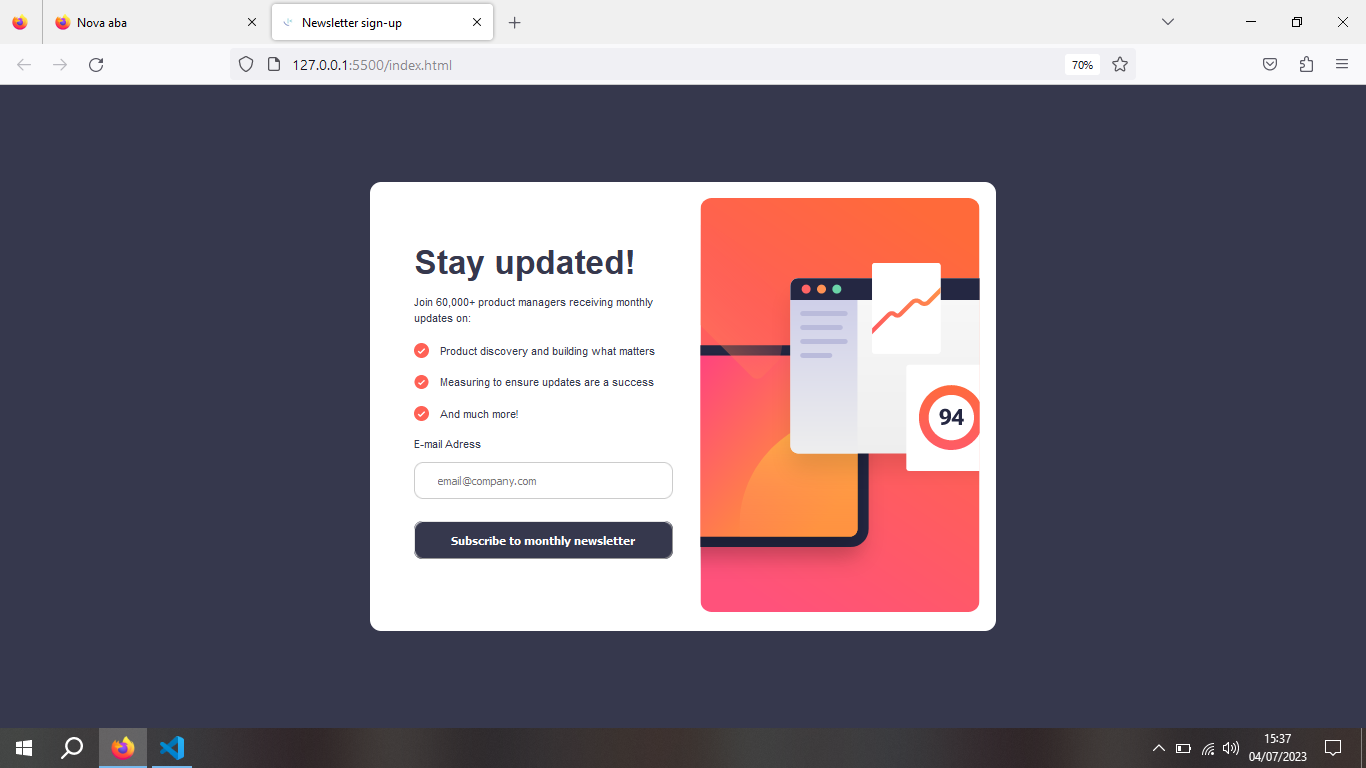 Nova aba
Newsletter sign-up
127.0.0.1:5500/index.html
70%
Stay updated!
Join 60,000+ product managers receiving monthly
updates on:
Product discovery and building what matters
Measuring to ensure updates are a success
And much more!
E-mail Adress
email@company.com
Subscribe to monthly newsletter
94
15:37
04/07/2023